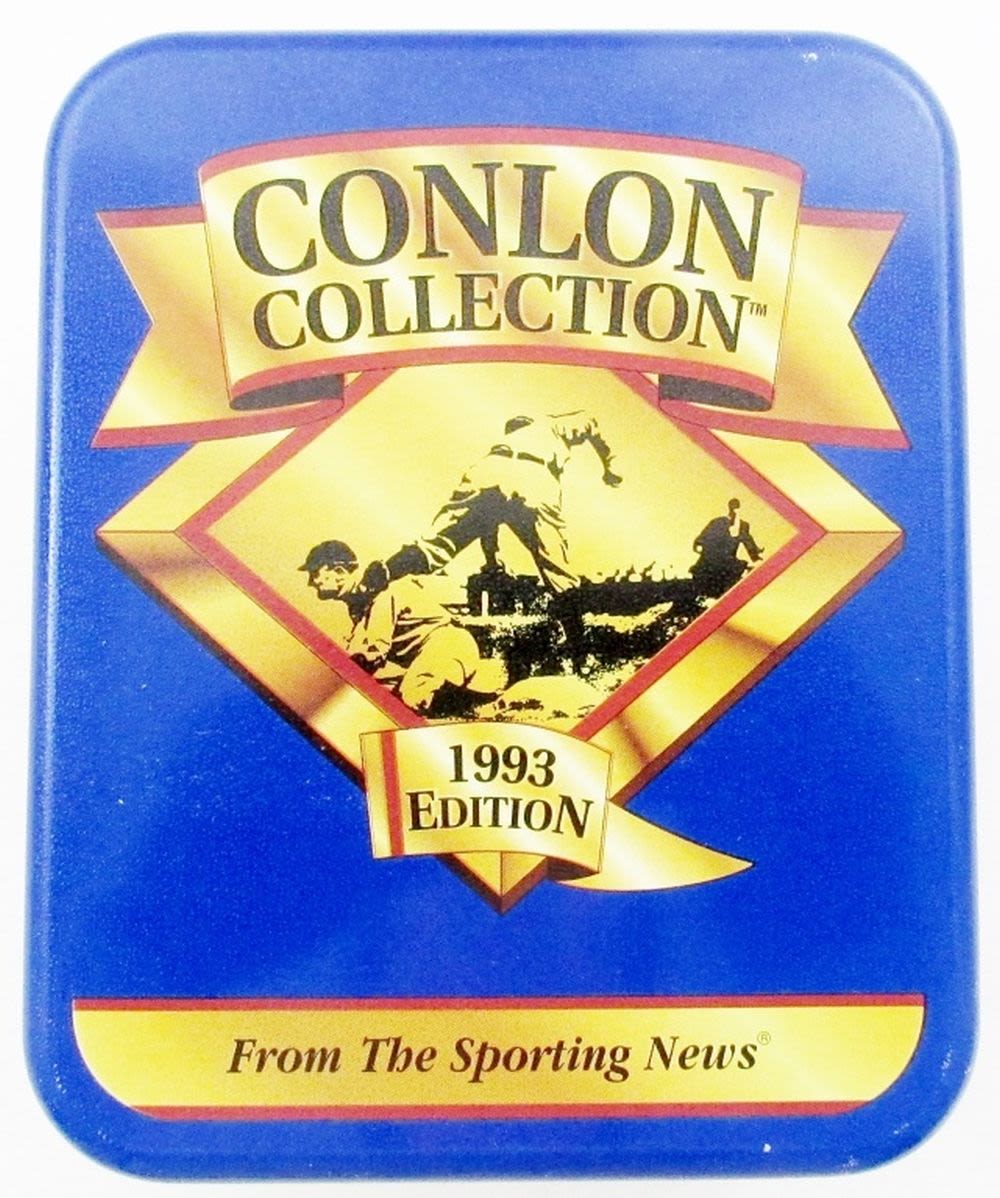 CONLON
COLLECTION™
1993
EDITION
From The Sporting News®